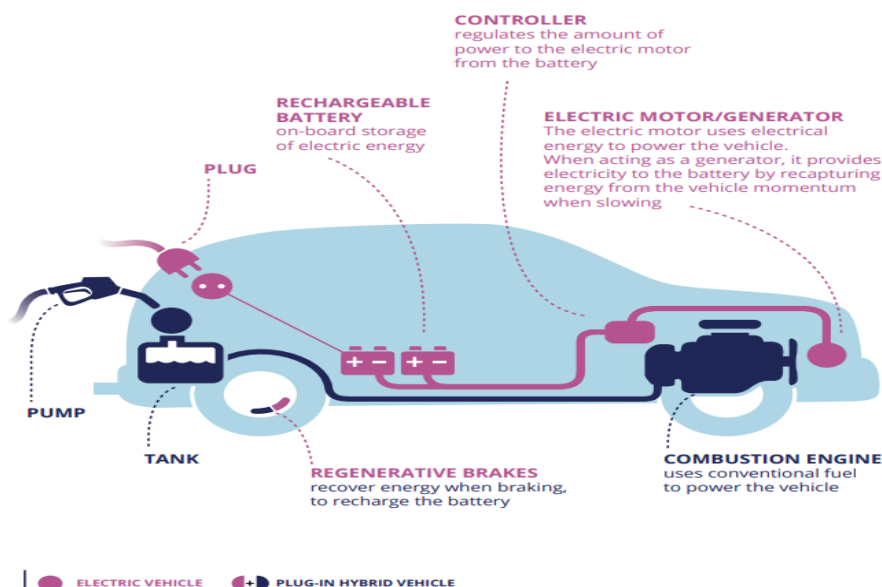 CONTROLLER
regulates the amount of
power to the electric motor
from the battery
RECHARGEABLE
BATTERY
on-board storage
of electric energy
ELECTRIC MOTOR/GENERATOR
The electric motor uses electrical
energy to power the vehicle.
When acting as a generator, it provides
electricity to the battery by recapturing
energy from the vehicle momentum
when slowing
PLUG
+ − + −
PUMP
TANK
REGENERATIVE BRAKES
recover energy when braking,
to recharge the battery
COMBUSTION ENGINE
uses conventional fuel
to power the vehicle
ELECTRIC VEHICLE
+ PLUG-IN HYBRID VEHICLE